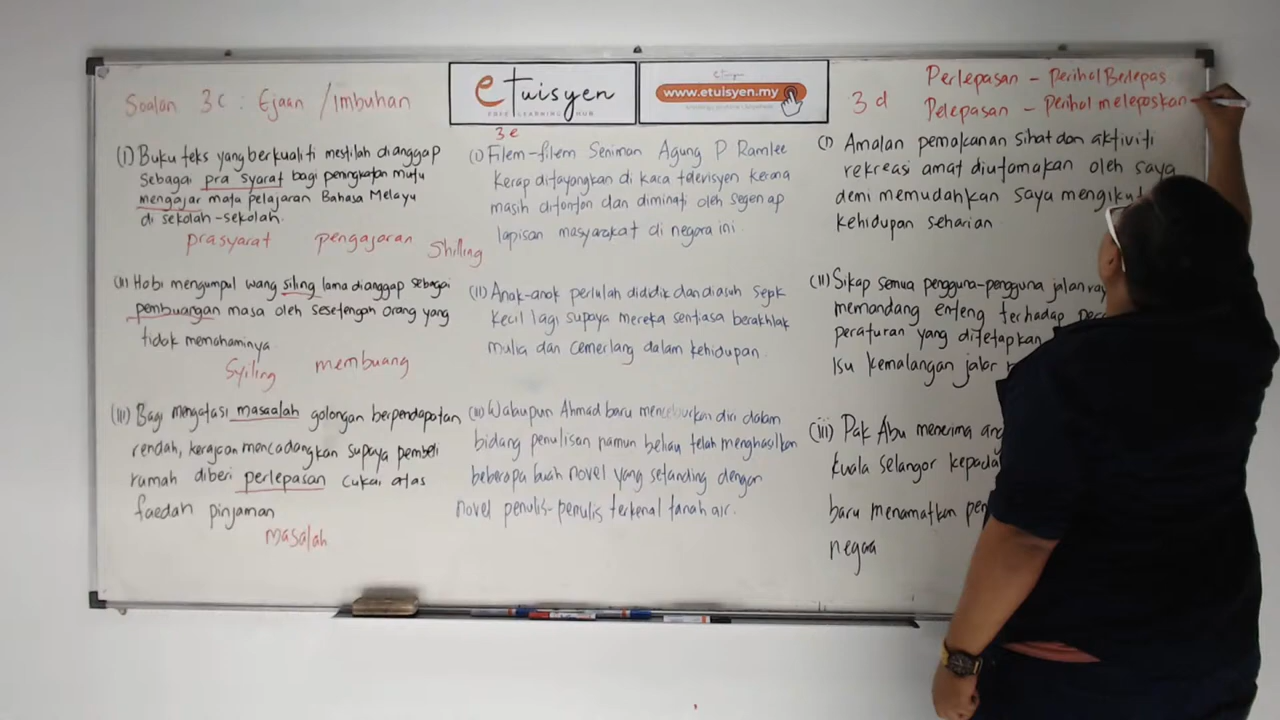 Soalan 3c : Ejaan / Imbuhan
(i) Buku teks yang berkualiti mestilah dianggap
sebagai pra syarat bagi peningkatan mutu
mengajar mata pelajaran Bahasa Melayu
di sekolah-sekolah.
prasyarat pengajaran
Shilling
(ii) Hobi mengumpul wang siling lama dianggap sebagai
pembuangan masa oleh sesetengah orang yang
tidak memahaminya
Syiling membuang
(iii) Bagi mengatasi masaalah golongan berpendapatan
rendah, kerajaan mencadangkan supaya pembeli
rumah diberi perlepasan cukai atas
faedah pinjaman
masalah
etuisyen
FREE LEARNING HUB
etuisyen
www.etuisyen.my
3e
(i) Filem-filem Seniman Agung P Ramlee
kerap ditayangkan di kaca televisyen kerana
masih ditonton dan diminati oleh segenap
lapisan masyarakat di negara ini.
(ii) Anak-anak perlulah dididik dan diasuh sejak
kecil lagi supaya mereka sentiasa berakhlak
mulia dan cemerlang dalam kehidupan.
(iii) Walaupun Ahmad baru menceburkan diri dalam
bidang penulisan namun beliau telah menghasilkan
beberapa buah novel yang setanding dengan
novel penulis-penulis terkenal tanah air.
3d
Perlepasan - perihal Berlepas
Pelepasan - perihal melepaskan
(i) Amalan pemakanan sihat dan aktiviti
rekreasi amat diutamakan oleh saya
demi memudahkan saya
kehidupan seharian
(ii) Sikap semua pengguna-pengguna
memandang enteng terhadap
peraturan yang ditetapkan
Isu kemalangan
(iii) Pak Abu menerima
kuala selangor kepada
baru menamatkan
negara